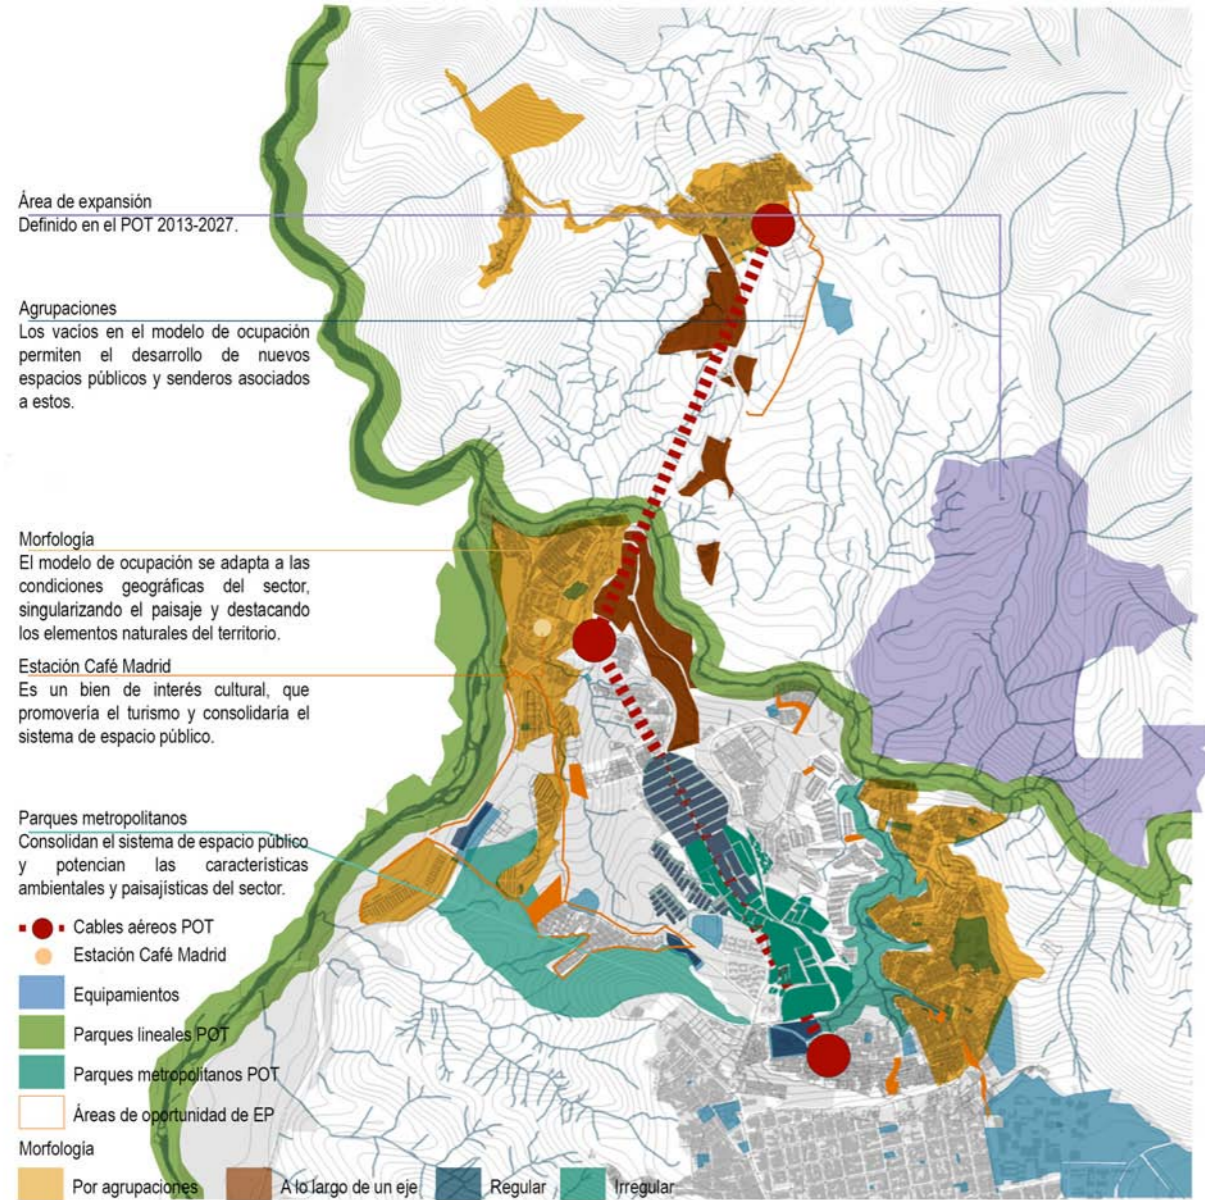 Área de expansión
Definido en el POT 2013-2027.
Agrupaciones
Los vacíos en el modelo de ocupación
permiten el desarrollo de nuevos
espacios públicos y senderos asociados
a estos.
Morfología
El modelo de ocupación se adapta a las
condiciones geográficas del sector,
singularizando el paisaje y destacando
los elementos naturales del territorio.
Estación Café Madrid
Es un bien de interés cultural, que
promovería el turismo y consolidaría el
sistema de espacio público.
Parques metropolitanos
Consolidan el sistema de espacio público
y potencian las características
ambientales y paisajísticas del sector.
Cables aéreos POT
Estación Café Madrid
Equipamientos
Parques lineales POT
Parques metropolitanos POT
Áreas de oportunidad de EP
Morfología
Por agrupaciones A lo largo de un eje Regular Irregular